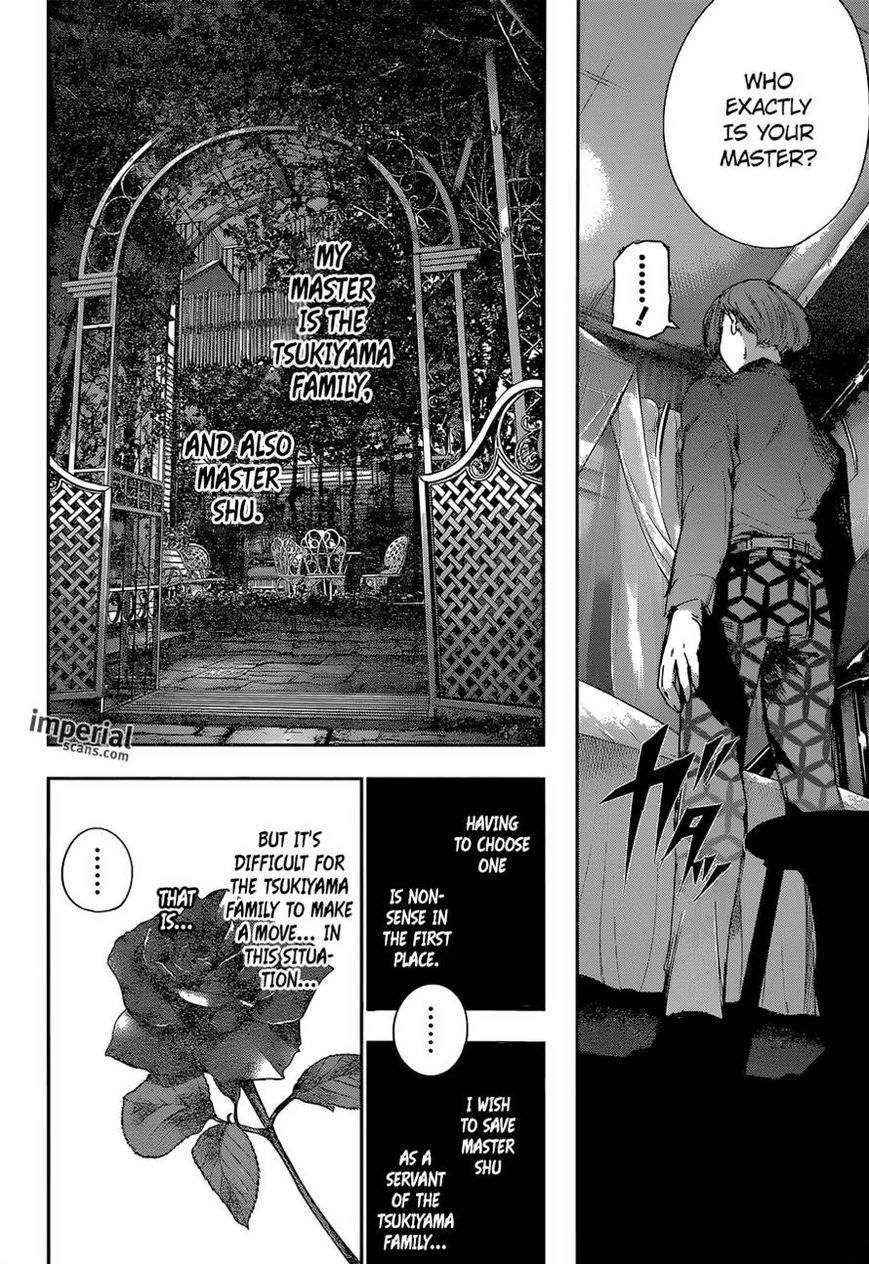 WHO
EXACTLY
IS YOUR
MASTER?
......!
ガタ
MY
MASTER
IS THE
TSUKIYAMA
FAMILY,
AND ALSO
MASTER
SHU.
HAVING
TO CHOOSE
ONE
IS NON-
SENSE IN
THE FIRST
PLACE.
......
I WISH
TO SAVE
MASTER
SHU
AS A
SERVANT
OF THE
TSUKIYAMA
FAMILY...
BUT IT'S
DIFFICULT FOR
THE TSUKIYAMA
FAMILY TO MAKE
A MOVE... IN
THIS SITUA-
TION...
THAT
IS...
......
imperial
scans.com